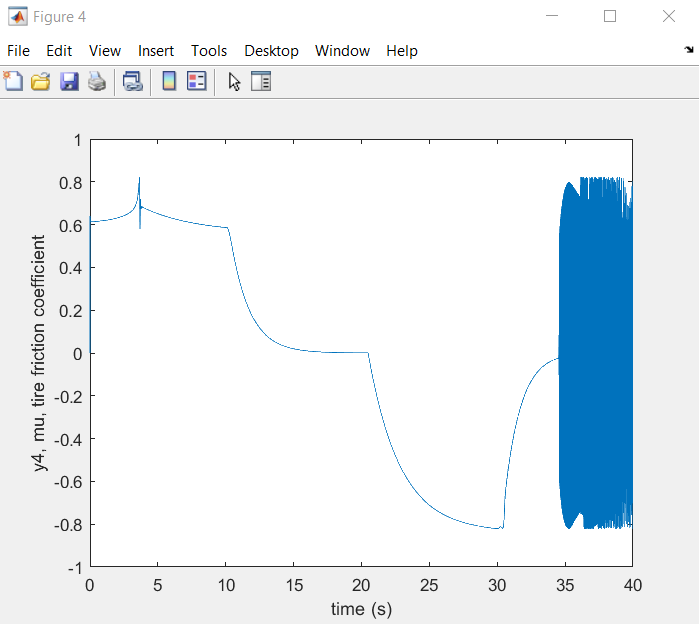 Figure 4
File Edit View Insert Tools Desktop Window Help
1
0.8
0.6
0.4
0.2
0
-0.2
-0.4
-0.6
-0.8
-1
y4, mu, tire friction coefficient
0 5 10 15 20 25 30 35 40
time (s)